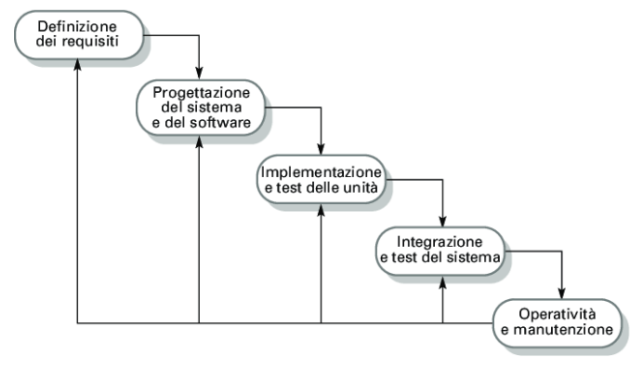 Definizione
dei requisiti
Progettazione
del sistema
e del software
Implementazione
e test delle unità
Integrazione
e test del sistema
Operatività
e manutenzione